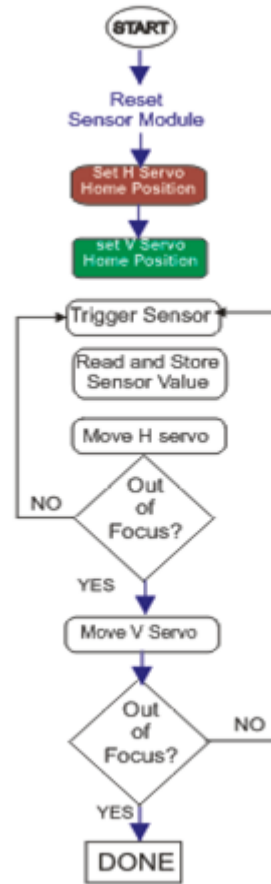 START
Reset
Sensor Module
Set H Servo
Home Position
set V Servo
Home Position
Trigger Sensor
Read and Store
Sensor Value
Move H servo
Out
of
Focus?
NO
YES
Move V Servo
Out
of
Focus?
NO
YES
DONE